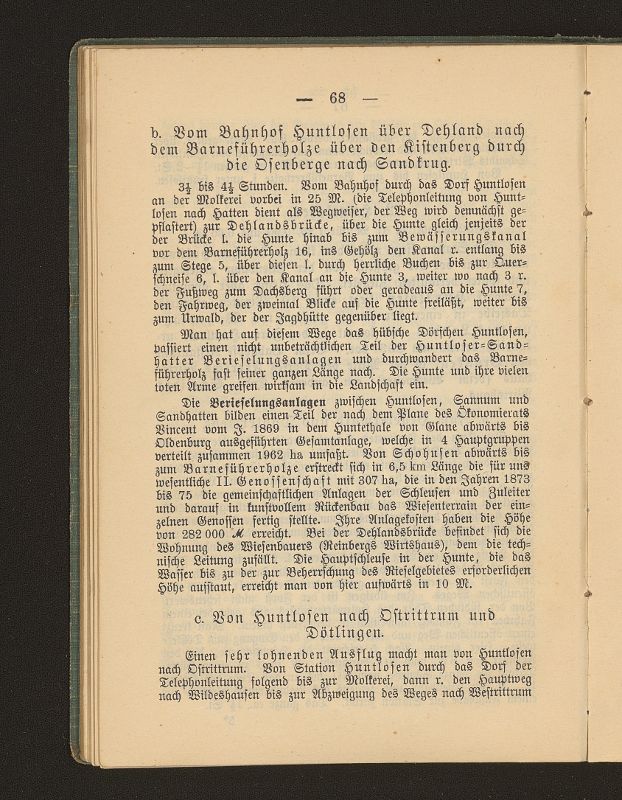 — 68 —
b. Vom Bahnhof Huntlosen über Dehland nach
dem Barneführerholze über den Kistenberg durch
die Osenberge nach Sandkrug.
3½ bis 4½ Stunden. Vom Bahnhof durch das Dorf Huntlosen
an der Molkerei vorbei in 25 M. (die Telephonleitung von Hunt-
losen nach Hatten dient als Wegweiser, der Weg wird demnächst ge-
pflastert) zur Dehlandsbrücke, über die Hunte gleich jenseits der
der Brücke l. die Hunte hinab bis zum Bewässerungskanal
vor dem Barneführerholz 16, ins Gehölz den Kanal r. entlang bis
zum Stege 5, über diesen l. durch herrliche Buchen bis zur Quer-
schneise 6, l. über den Kanal an die Hunte 3, weiter wo nach 3 r.
der Fußweg zum Dachsberg führt oder geradeaus an die Hunte 7,
den Fahrweg, der zweimal Blicke auf die Hunte freiläßt, weiter bis
zum Urwald, der der Jagdhütte gegenüber liegt.
Man hat auf diesem Wege das hübsche Dörfchen Huntlosen,
passiert einen nicht unbeträchtlichen Teil der Huntloser-Sand-
hatter Berieselungsanlagen und durchwandert das Barne-
führerholz fast seiner ganzen Länge nach. Die Hunte und ihre vielen
toten Arme greifen wirksam in die Landschaft ein.
Die Berieselungsanlagen zwischen Huntlosen, Sannum und
Sandhatten bilden einen Teil der nach dem Plane des Ökonomierats
Vincent vom J. 1869 in dem Huntethale von Glane abwärts bis
Oldenburg ausgeführten Gesamtanlage, welche in 4 Hauptgruppen
verteilt zusammen 1962 ha umfaßt. Von Schohusen abwärts bis
zum Barneführerholze erstreckt sich in 6,5 km Länge die für uns
wesentliche II. Genossenschaft mit 307 ha, die in den Jahren 1873
bis 75 die gemeinschaftlichen Anlagen der Schleusen und Zuleiter
und darauf in kunstvollem Rückenbau das Wiesenterrain der ein-
zelnen Genossen fertig stellte. Ihre Anlagekosten haben die Höhe
von 282 000 ℳ erreicht. Bei der Dehlandsbrücke befindet sich die
Wohnung des Wiesenbauers (Reinbergs Wirtshaus), dem die tech-
nische Leitung zufällt. Die Hauptschleuse in der Hunte, die das
Wasser bis zu der zur Beherrschung des Rieselgebietes erforderlichen
Höhe aufstaut, erreicht man von hier aufwärts in 10 M.
c. Von Huntlosen nach Ostrittrum und
Dötlingen.
Einen sehr lohnenden Ausflug macht man von Huntlosen
nach Ostrittrum. Von Station Huntlosen durch das Dorf der
Telephonleitung folgend bis zur Molkerei, dann r. den Hauptweg
nach Wildeshausen bis zur Abzweigung des Weges nach Westrittrum